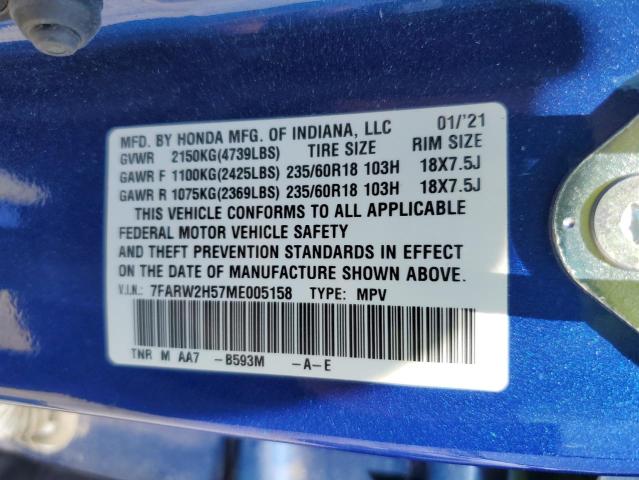 MFD. BY HONDA MFG. OF INDIANA, LLC 01/'21
GVWR 2150KG(4739LBS) TIRE SIZE RIM SIZE
GAWR F 1100KG(2425LBS) 235/60R18 103H 18X7.5J
GAWR R 1075KG(2369LBS) 235/60R18 103H 18X7.5J
THIS VEHICLE CONFORMS TO ALL APPLICABLE
FEDERAL MOTOR VEHICLE SAFETY
AND THEFT PREVENTION STANDARDS IN EFFECT
ON THE DATE OF MANUFACTURE SHOWN ABOVE.
V.I.N.: 7FARW2H57ME005158 TYPE: MPV
TNR M AA7 -B593M -A-E